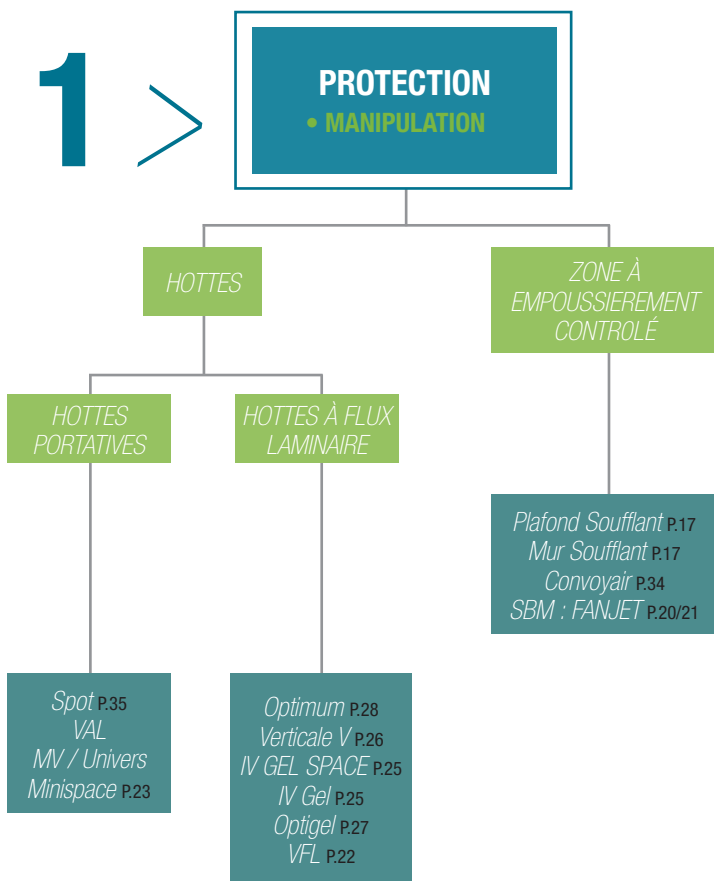 1 >
PROTECTION
• MANIPULATION
HOTTES
ZONE À
EMPOUSSIEREMENT
CONTROLÉ
HOTTES
PORTATIVES
HOTTES À FLUX
LAMINAIRE
Plafond Soufflant P.17
Mur Soufflant P.17
Convoyair P.34
SBM : FANJET P.20/21
Spot P.35
VAL
MV / Univers
Minispace P.23
Optimum P.28
Verticale V P.26
IV GEL SPACE P.25
IV Gel P.25
Optigel P.27
VFL P.22